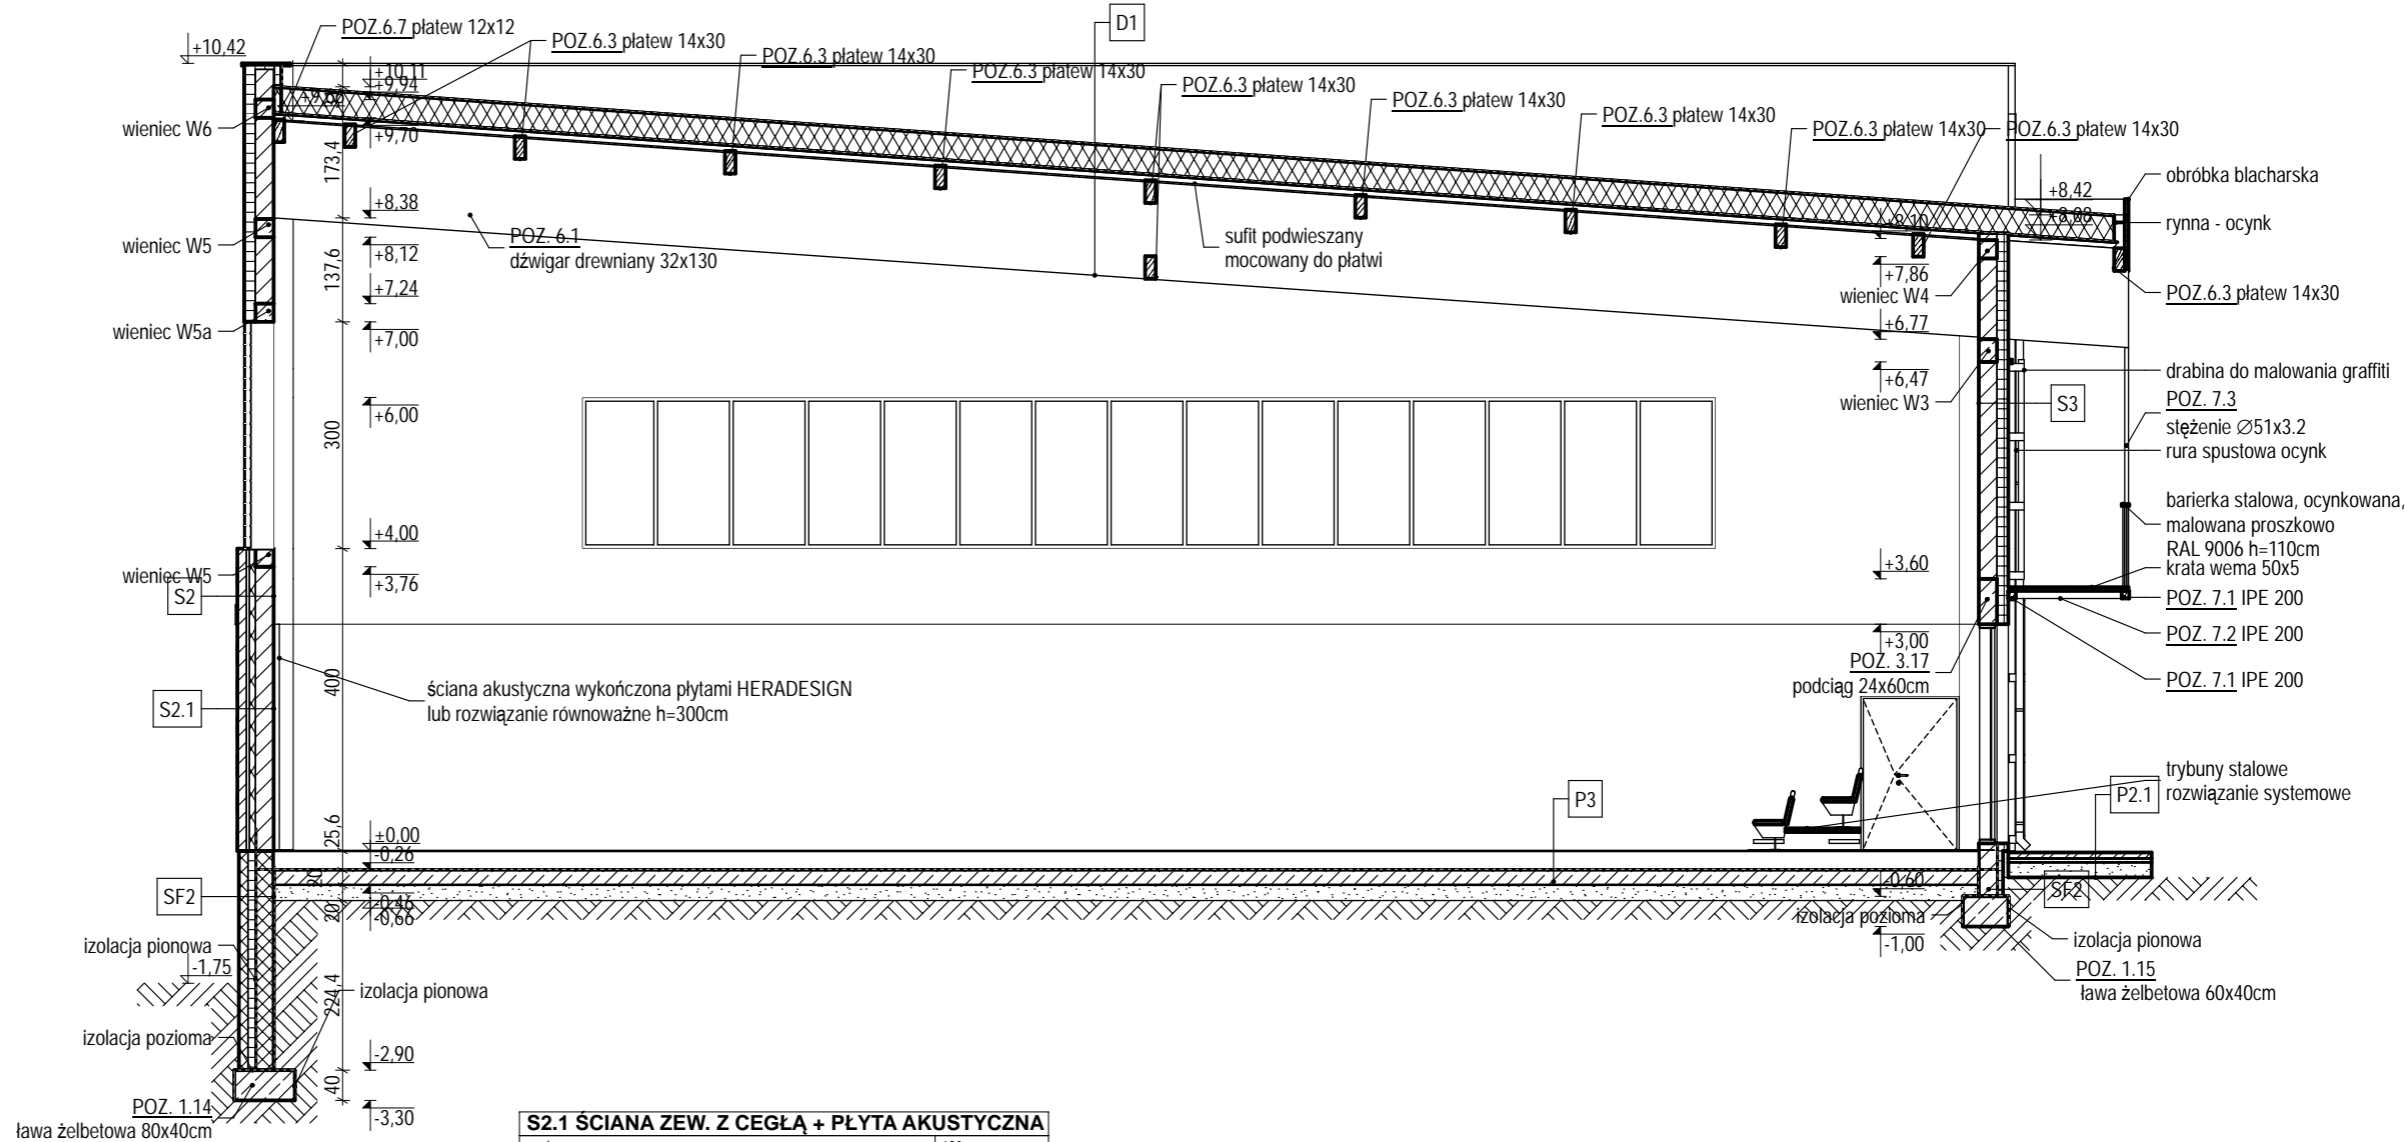 D1
POZ.6.7 płatew 12x12
POZ.6.3 płatew 14x30
POZ.6.3 płatew 14x30
POZ.6.3 płatew 14x30
POZ.6.3 płatew 14x30
POZ.6.3 płatew 14x30
POZ.6.3 płatew 14x30
POZ.6.3 płatew 14x30
POZ.6.3 płatew 14x30
+10,42
+10,11
+9,94
+9,70
wieniec W6
173,4
obróbka blacharska
+8,42
rynna - ocynk
+8,38
+8,10
wieniec W5
POZ. 6.1
dźwigar drewniany 32x130
sufit podwieszany
mocowany do płatwi
+8,12
137,6
+7,86
+7,24
wieniec W4
POZ.6.3 płatew 14x30
wieniec W5a
+7,00
+6,77
drabina do malowania graffiti
+6,47
POZ. 7.3
wieniec W3
S3
+6,00
stężenie Ø51x3.2
300
rura spustowa ocynk
barierka stalowa, ocynkowana,
malowana proszkowo
RAL 9006 h=110cm
+4,00
krata wema 50x5
+3,60
wieniec W5
+3,76
S2
POZ. 7.1 IPE 200
POZ. 7.2 IPE 200
+3,00
POZ. 3.17
podciąg 24x60cm
POZ. 7.1 IPE 200
400
ściana akustyczna wykończona płytami HERADESIGN
lub rozwiązanie równoważne h=300cm
S2.1
trybuny stalowe
rozwiązanie systemowe
P3
P2.1
25,6
±0,00
-0,26
20
SF2
-0,46
20
-0,66
-0,60
SF2
izolacja pozioma
-1,00
izolacja pionowa
izolacja pionowa
-1,75
POZ. 1.15
ława żelbetowa 60x40cm
224,4
izolacja pionowa
izolacja pozioma
-2,90
40
POZ. 1.14
-3,30
ława żelbetowa 80x40cm
S2.1 ŚCIANA ZEW. Z CEGŁĄ + PŁYTA AKUSTYCZNA